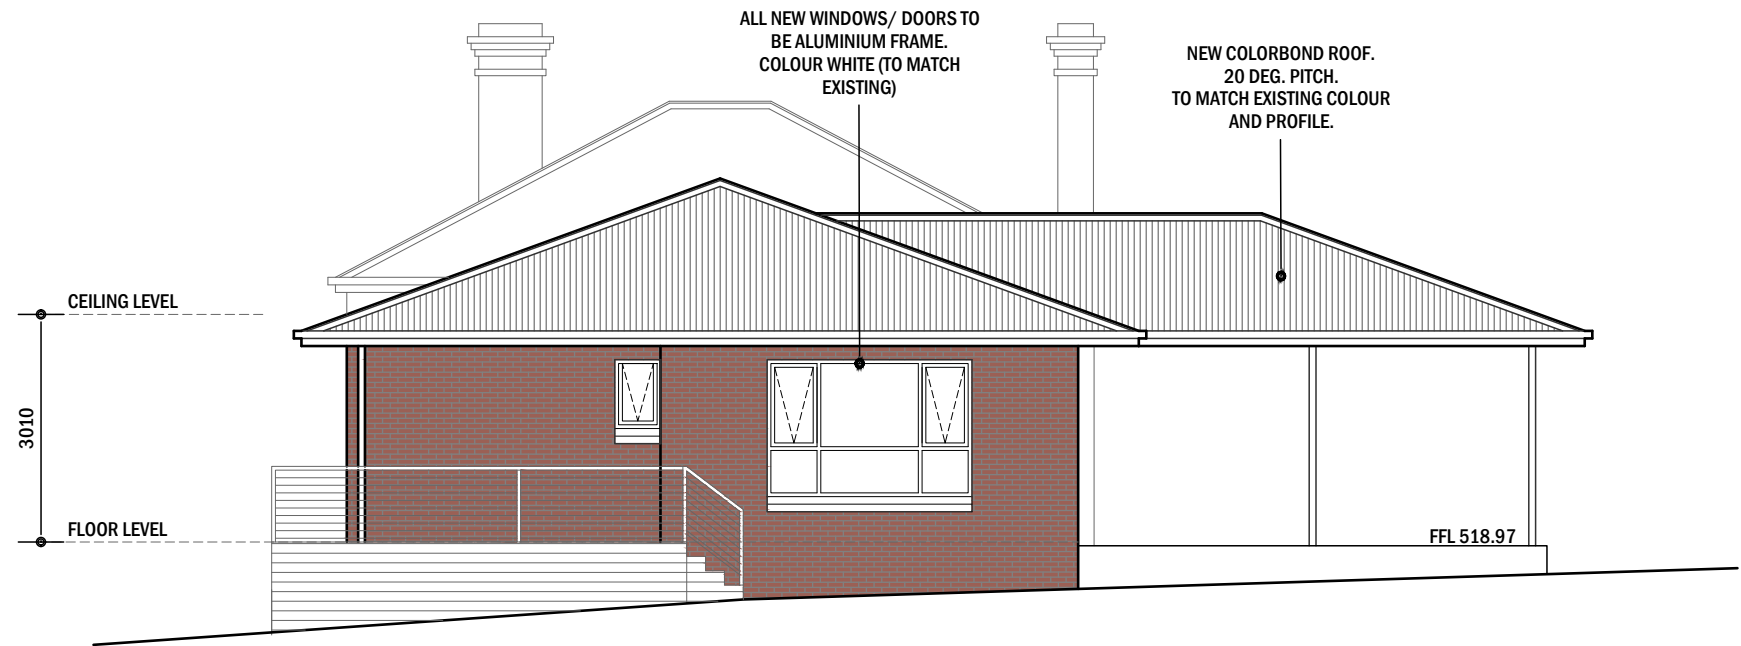 ALL NEW WINDOWS/ DOORS TO
BE ALUMINIUM FRAME.
COLOUR WHITE (TO MATCH
EXISTING)
NEW COLORBOND ROOF.
20 DEG. PITCH.
TO MATCH EXISTING COLOUR
AND PROFILE.
CEILING LEVEL
3010
FLOOR LEVEL
FFL 518.97